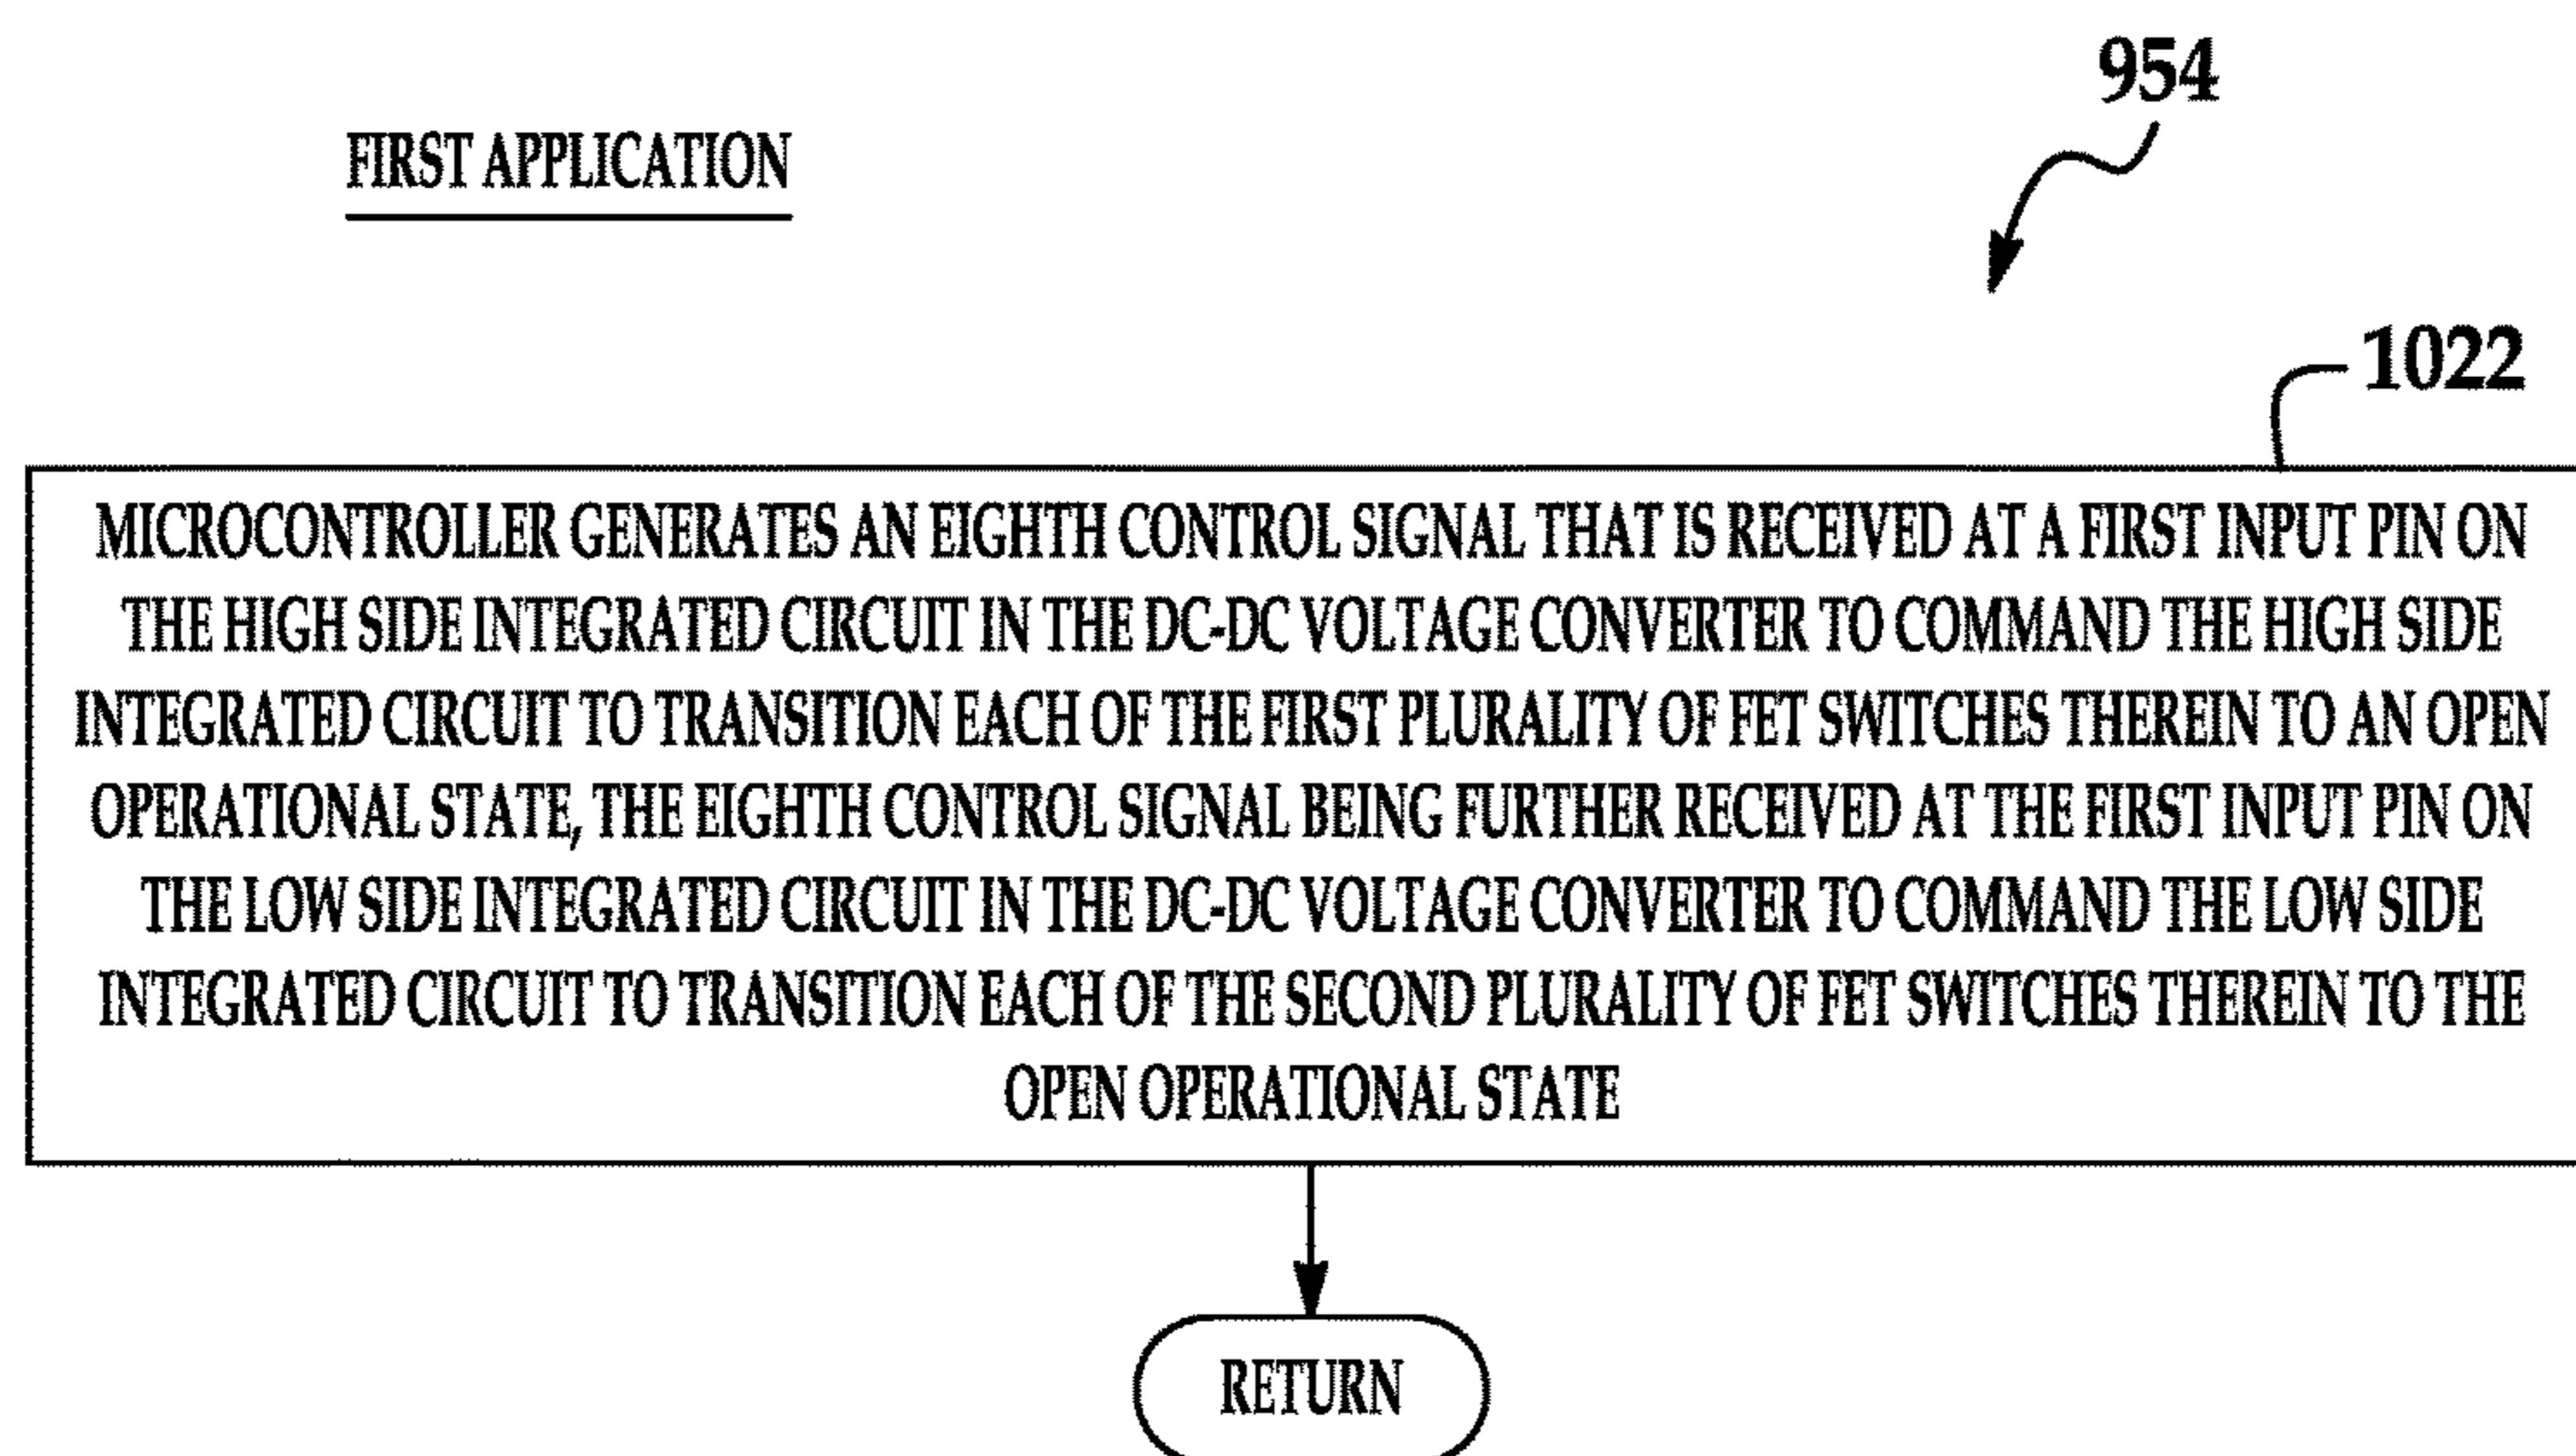 954
FIRST APPLICATION
1022
MICROCONTROLLER GENERATES AN EIGHTH CONTROL SIGNAL THAT IS RECEIVED AT A FIRST INPUT PIN ON
THE HIGH SIDE INTEGRATED CIRCUIT IN THE DC-DC VOLTAGE CONVERTER TO COMMAND THE HIGH SIDE
INTEGRATED CIRCUIT TO TRANSITION EACH OF THE FIRST PLURALITY OF FET SWITCHES THEREIN TO AN OPEN
OPERATIONAL STATE, THE EIGHTH CONTROL SIGNAL BEING FURTHER RECEIVED AT THE FIRST INPUT PIN ON
THE LOW SIDE INTEGRATED CIRCUIT IN THE DC-DC VOLTAGE CONVERTER TO COMMAND THE LOW SIDE
INTEGRATED CIRCUIT TO TRANSITION EACH OF THE SECOND PLURALITY OF FET SWITCHES THEREIN TO THE
OPEN OPERATIONAL STATE
RETURN